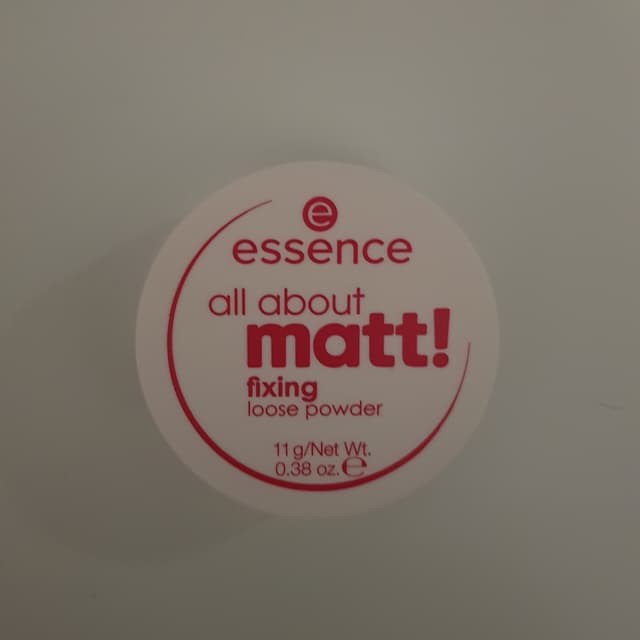 e
essence
all about
matt!
fixing
loose powder
11 g/Net Wt.
0.38 oz. ℮